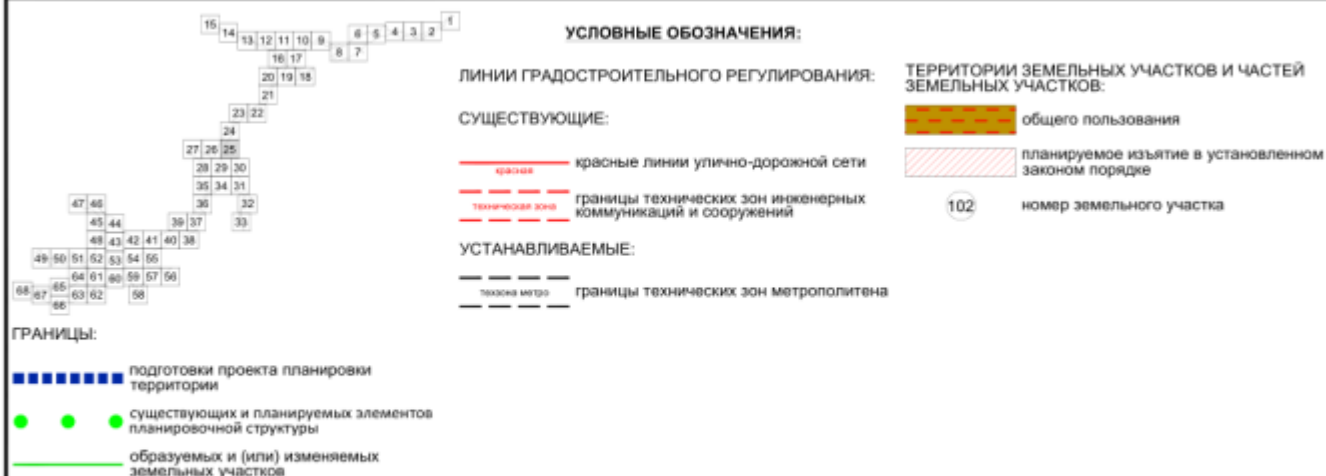 15 14 13 12 11 10 9 8 7 6 5 4 3 2 1
16 17
20 19 18
21
23 22
24
27 26 25
28 29 30
35 34 31
47 46 36 32
45 44 39 37 33
48 43 42 41 40 38
49 50 51 52 53 54 55
64 61 60 59 57 56
68 67 65 63 62 58
66
ГРАНИЦЫ:
подготовки проекта планировки
территории
существующих и планируемых элементов
планировочной структуры
образуемых и (или) изменяемых
земельных участков
УСЛОВНЫЕ ОБОЗНАЧЕНИЯ:
ЛИНИИ ГРАДОСТРОИТЕЛЬНОГО РЕГУЛИРОВАНИЯ:
СУЩЕСТВУЮЩИЕ:
красная
красные линии улично-дорожной сети
техническая зона
границы технических зон инженерных
коммуникаций и сооружений
УСТАНАВЛИВАЕМЫЕ:
техзона метро
границы технических зон метрополитена
ТЕРРИТОРИИ ЗЕМЕЛЬНЫХ УЧАСТКОВ И ЧАСТЕЙ
ЗЕМЕЛЬНЫХ УЧАСТКОВ:
общего пользования
планируемое изъятие в установленном
законом порядке
102
номер земельного участка